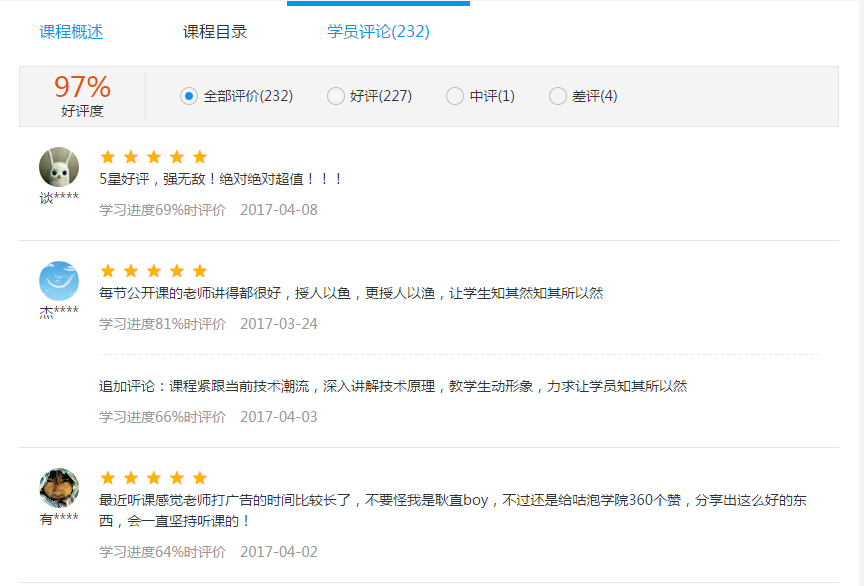 课程概述 课程目录 学员评论(232)
97%
好评度
全部评价(232) 好评(227) 中评(1) 差评(4)
5星好评，强无敌！绝对绝对超值！！！
谈****
学习进度69%时评价 2017-04-08
每节公开课的老师讲得都很好，授人以鱼，更授人以渔，让学生知其然知其所以然
杰****
学习进度81%时评价 2017-03-24
追加评论：课程紧跟当前技术潮流，深入讲解技术原理，教学生动形象，力求让学员知其所以然
学习进度66%时评价 2017-04-03
最近听课感觉老师打广告的时间比较长了，不要怪我是耿直boy，不过还是给咕泡学院360个赞，分享出这么好的东
西，会一直坚持听课的！
有****
学习进度64%时评价 2017-04-02